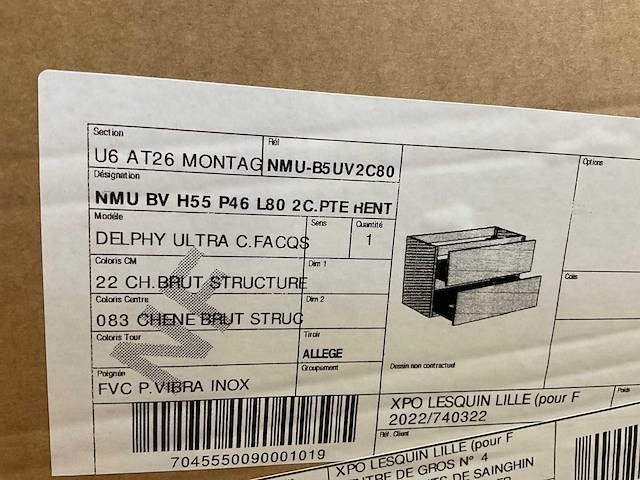 Section
U6 AT26 MONTAG
Réf
NMU-B5UV2C80
Désignation
NMU BV H55 P46 L80 2C.PTE RENT
Modèle
DELPHY ULTRA C.FACQS
Sens
Quantité
1
Coloris CM
22 CH.BRUT STRUCTURE
Dim 1
Coloris Centre
083 CHENE BRUT STRUC
Dim 2
Coloris Tour
Tiroir
ALLEGE
Poignée
FVC P.VIBRA INOX
Groupement
7045550090001019
Options
Colis
Dessin non contractuel
XPO LESQUIN LILLE (pour F
2022/740322
Poids
Réf. Client
XPO LESQUIN LILLE (pour F
TRE DE GROS N° 4
S DE SAINGHIN